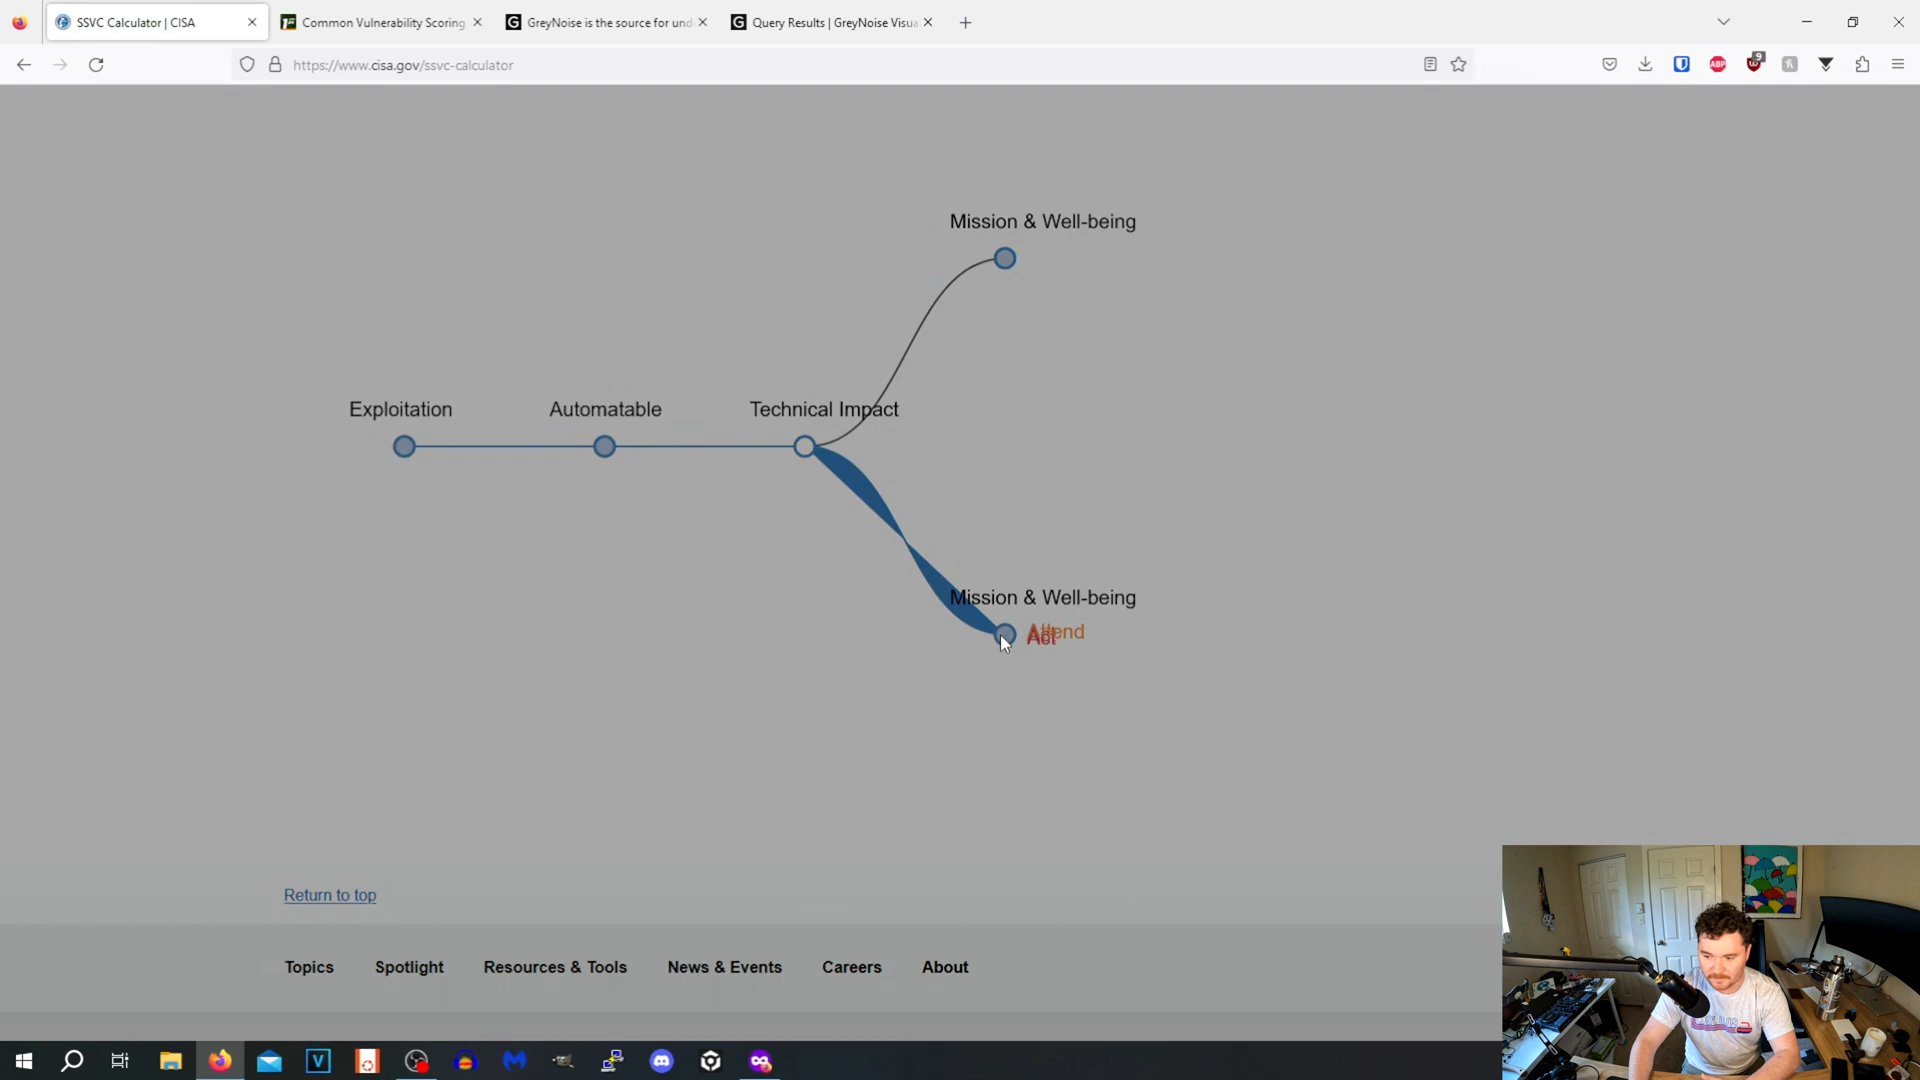 SSVC Calculator | CISA
Common Vulnerability Scoring
GreyNoise is the source for und
Query Results | GreyNoise Visua
https://www.cisa.gov/ssvc-calculator
ABP
9
Mission & Well-being
Exploitation
Automatable
Technical Impact
Mission & Well-being
Attend
Act
Return to top
Topics
Spotlight
Resources & Tools
News & Events
Careers
About